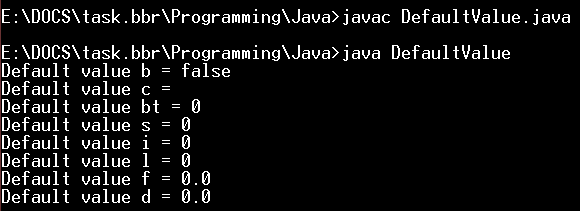 E:\DOCS\task.bbr\Programming\Java>javac DefaultValue.java
E:\DOCS\task.bbr\Programming\Java>java DefaultValue
Default value b = false
Default value c =
Default value bt = 0
Default value s = 0
Default value i = 0
Default value l = 0
Default value f = 0.0
Default value d = 0.0